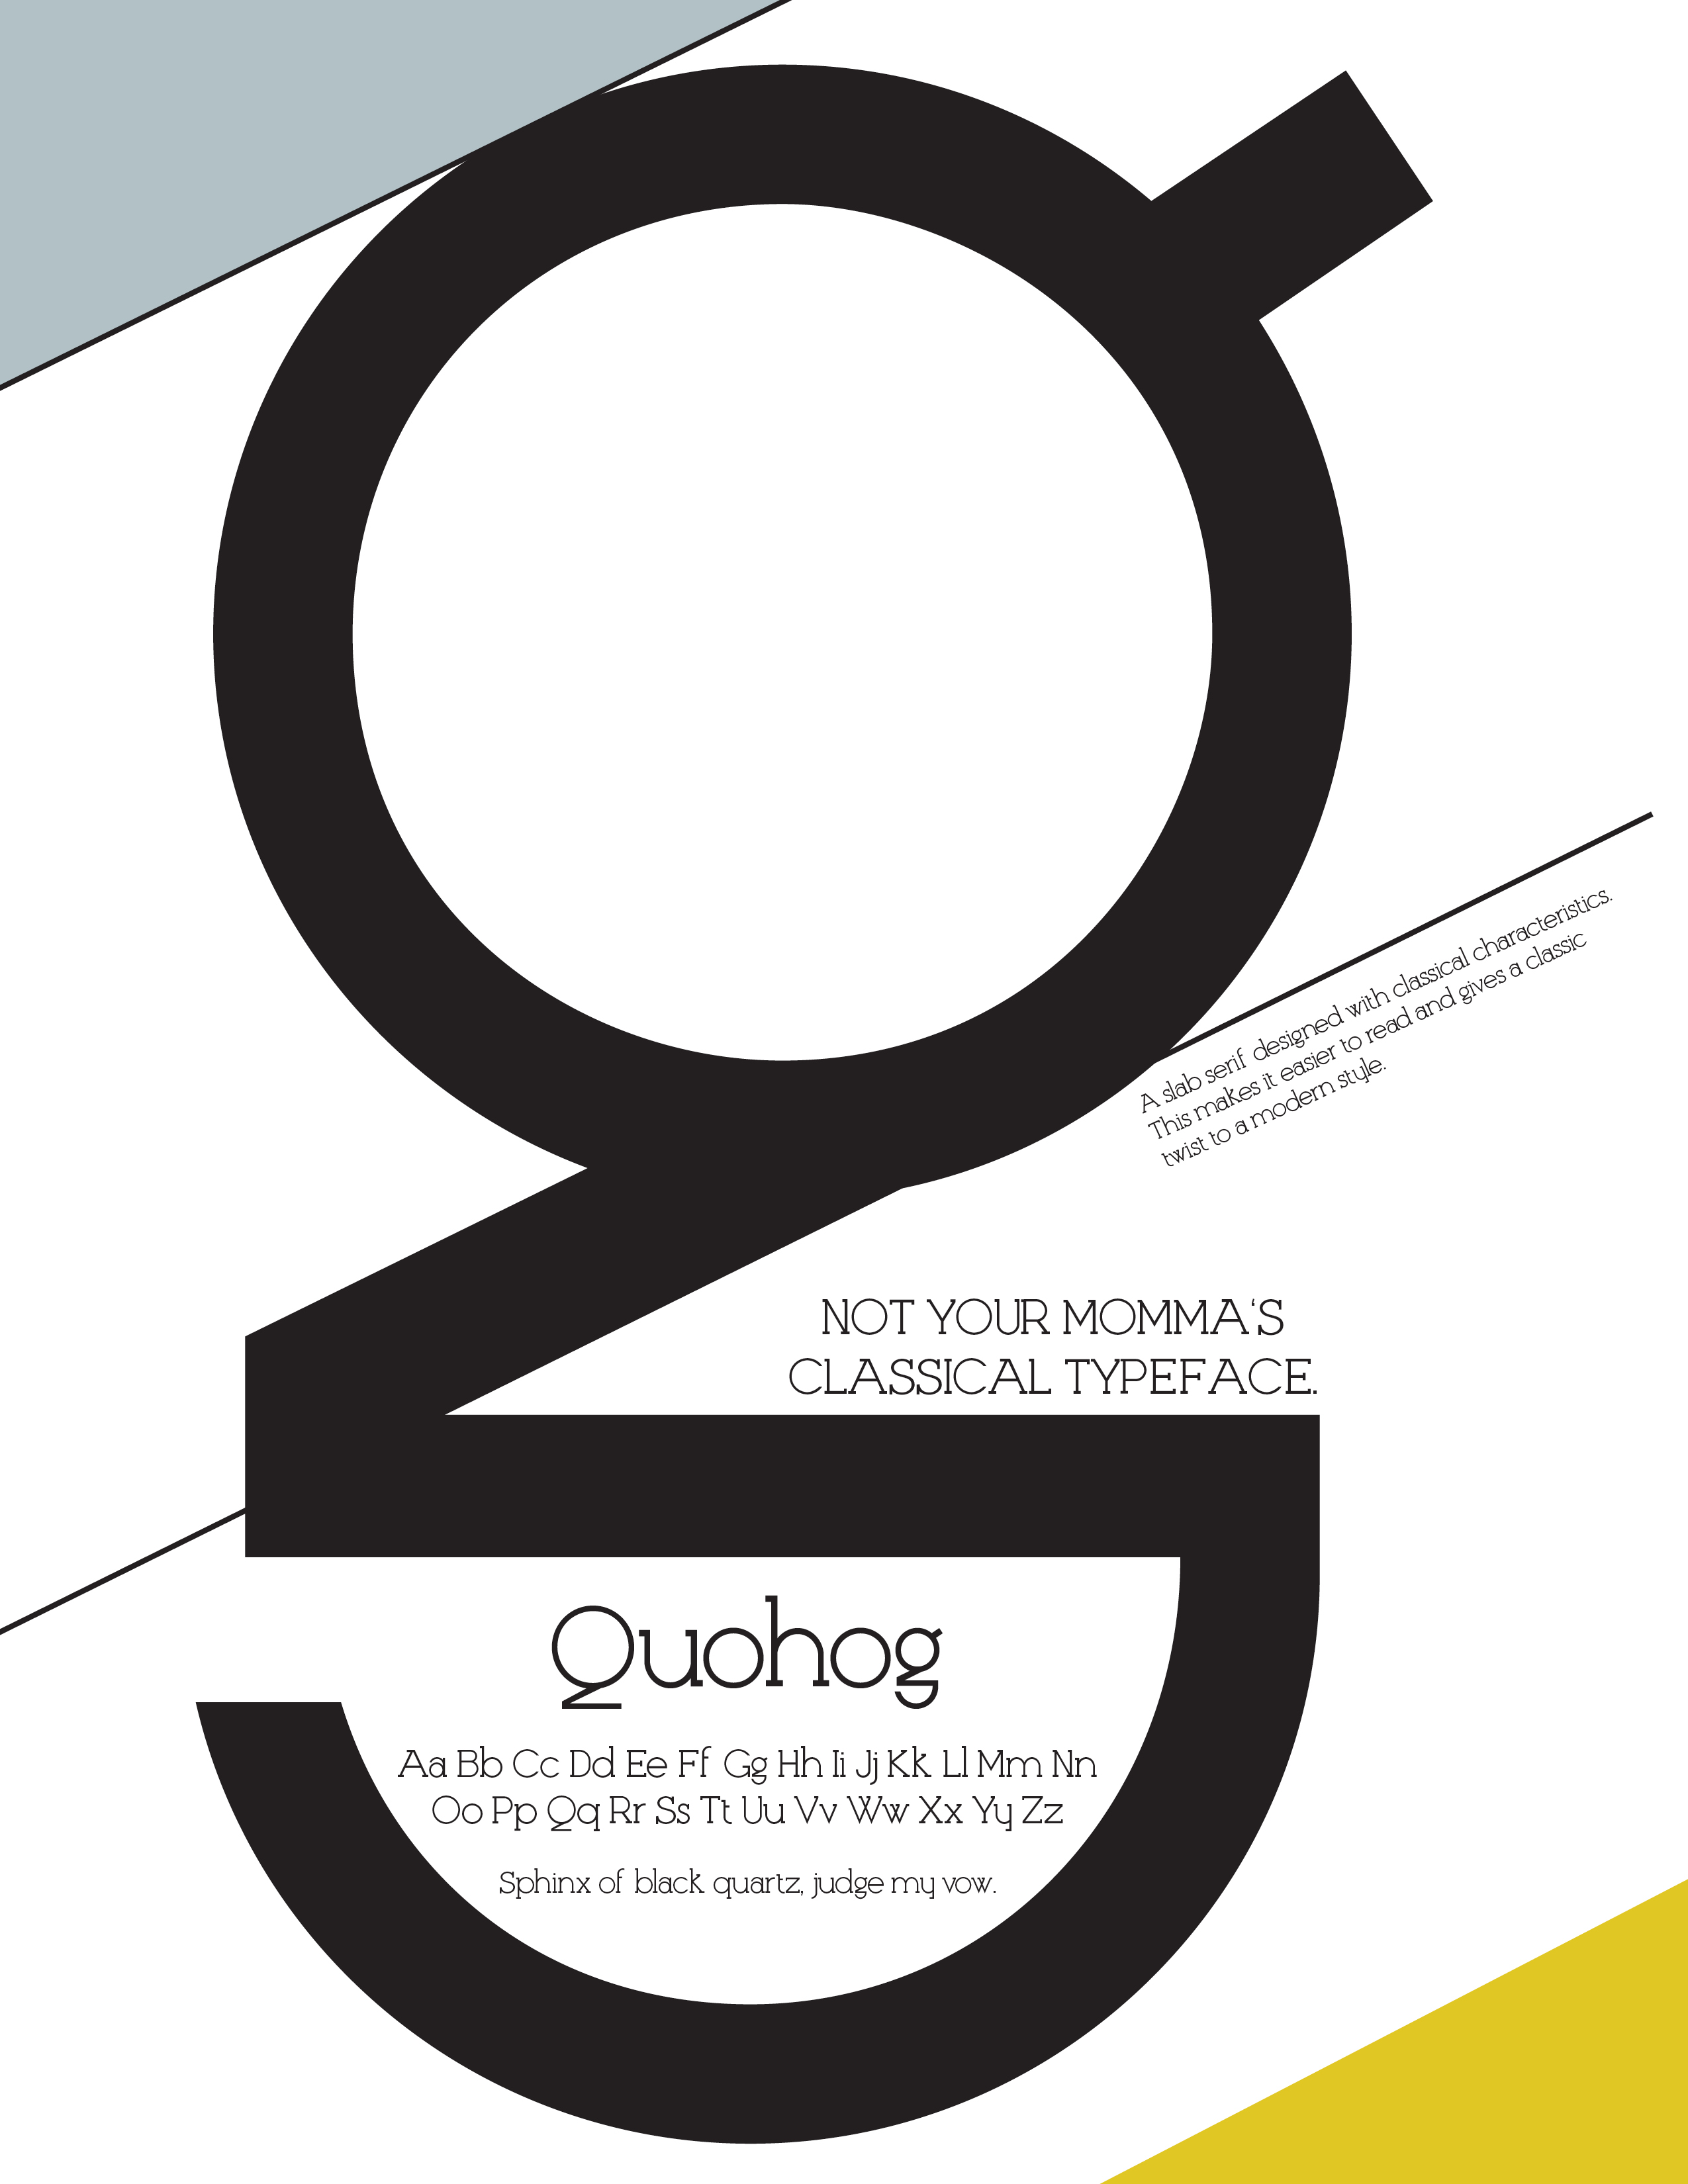 g
A slab serif designed with classical characteristics.
This makes it easier to read and gives a classic
twist to a modern style.
NOT YOUR MOMMA‘S
CLASSICAL TYPEFACE.
Quohog
Aa Bb Cc Dd Ee Ff Gg Hh Ii Jj Kk Ll Mm Nn
Oo Pp Qq Rr Ss Tt Uu Vv Ww Xx Yy Zz
Sphinx of black quartz, judge my vow.